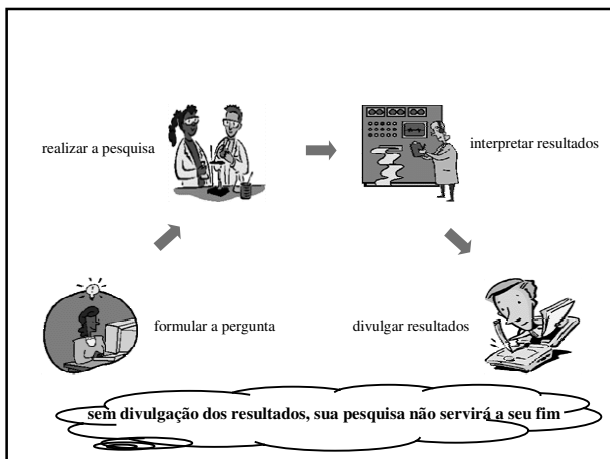 realizar a pesquisa
interpretar resultados
formular a pergunta
divulgar resultados
sem divulgação dos resultados, sua pesquisa não servirá a seu fim